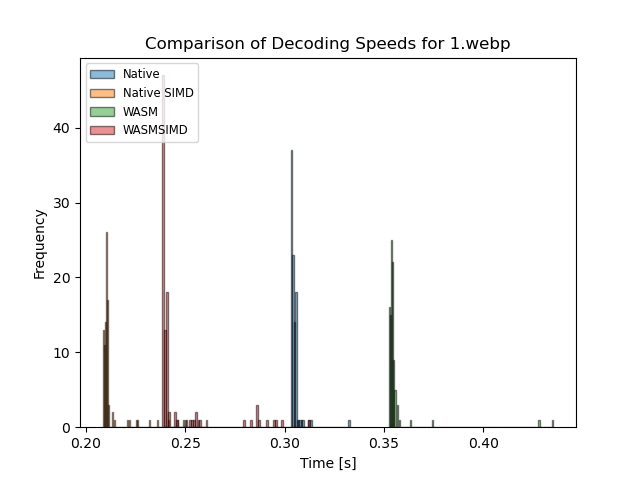 Comparison of Decoding Speeds for 1.webp
Native
Native SIMD
WASM
WASMSIMD
Frequency
40
30
20
10
0
0.20 0.25 0.30 0.35 0.40
Time [s]